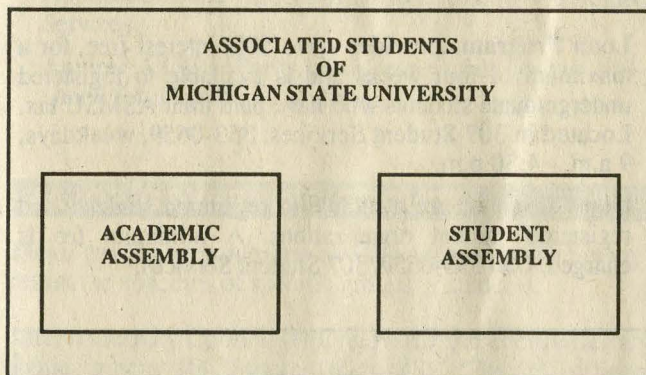 ASSOCIATED STUDENTS
OF
MICHIGAN STATE UNIVERSITY
ACADEMIC
ASSEMBLY
STUDENT
ASSEMBLY